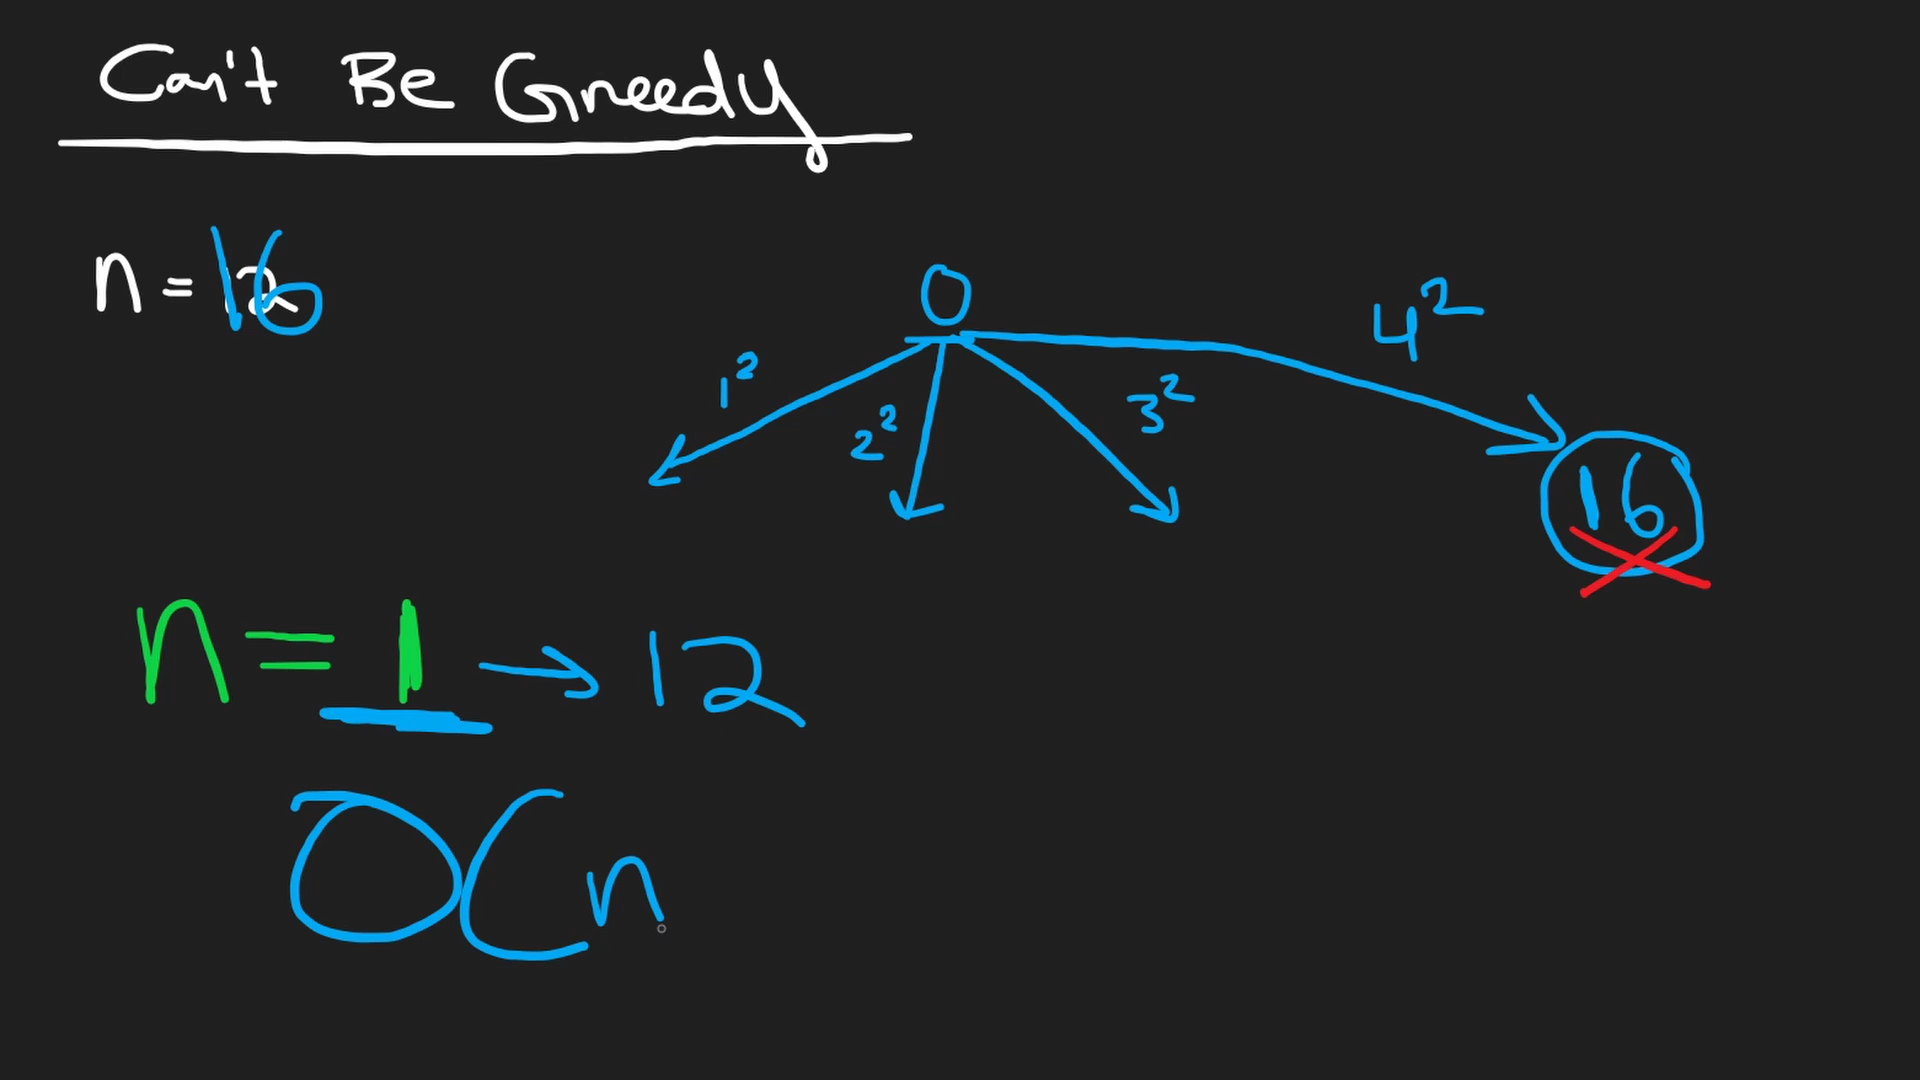 Can't Be Greedy
n = 16
0
1²
2²
3²
4²
16
n = 1 → 12
O(n